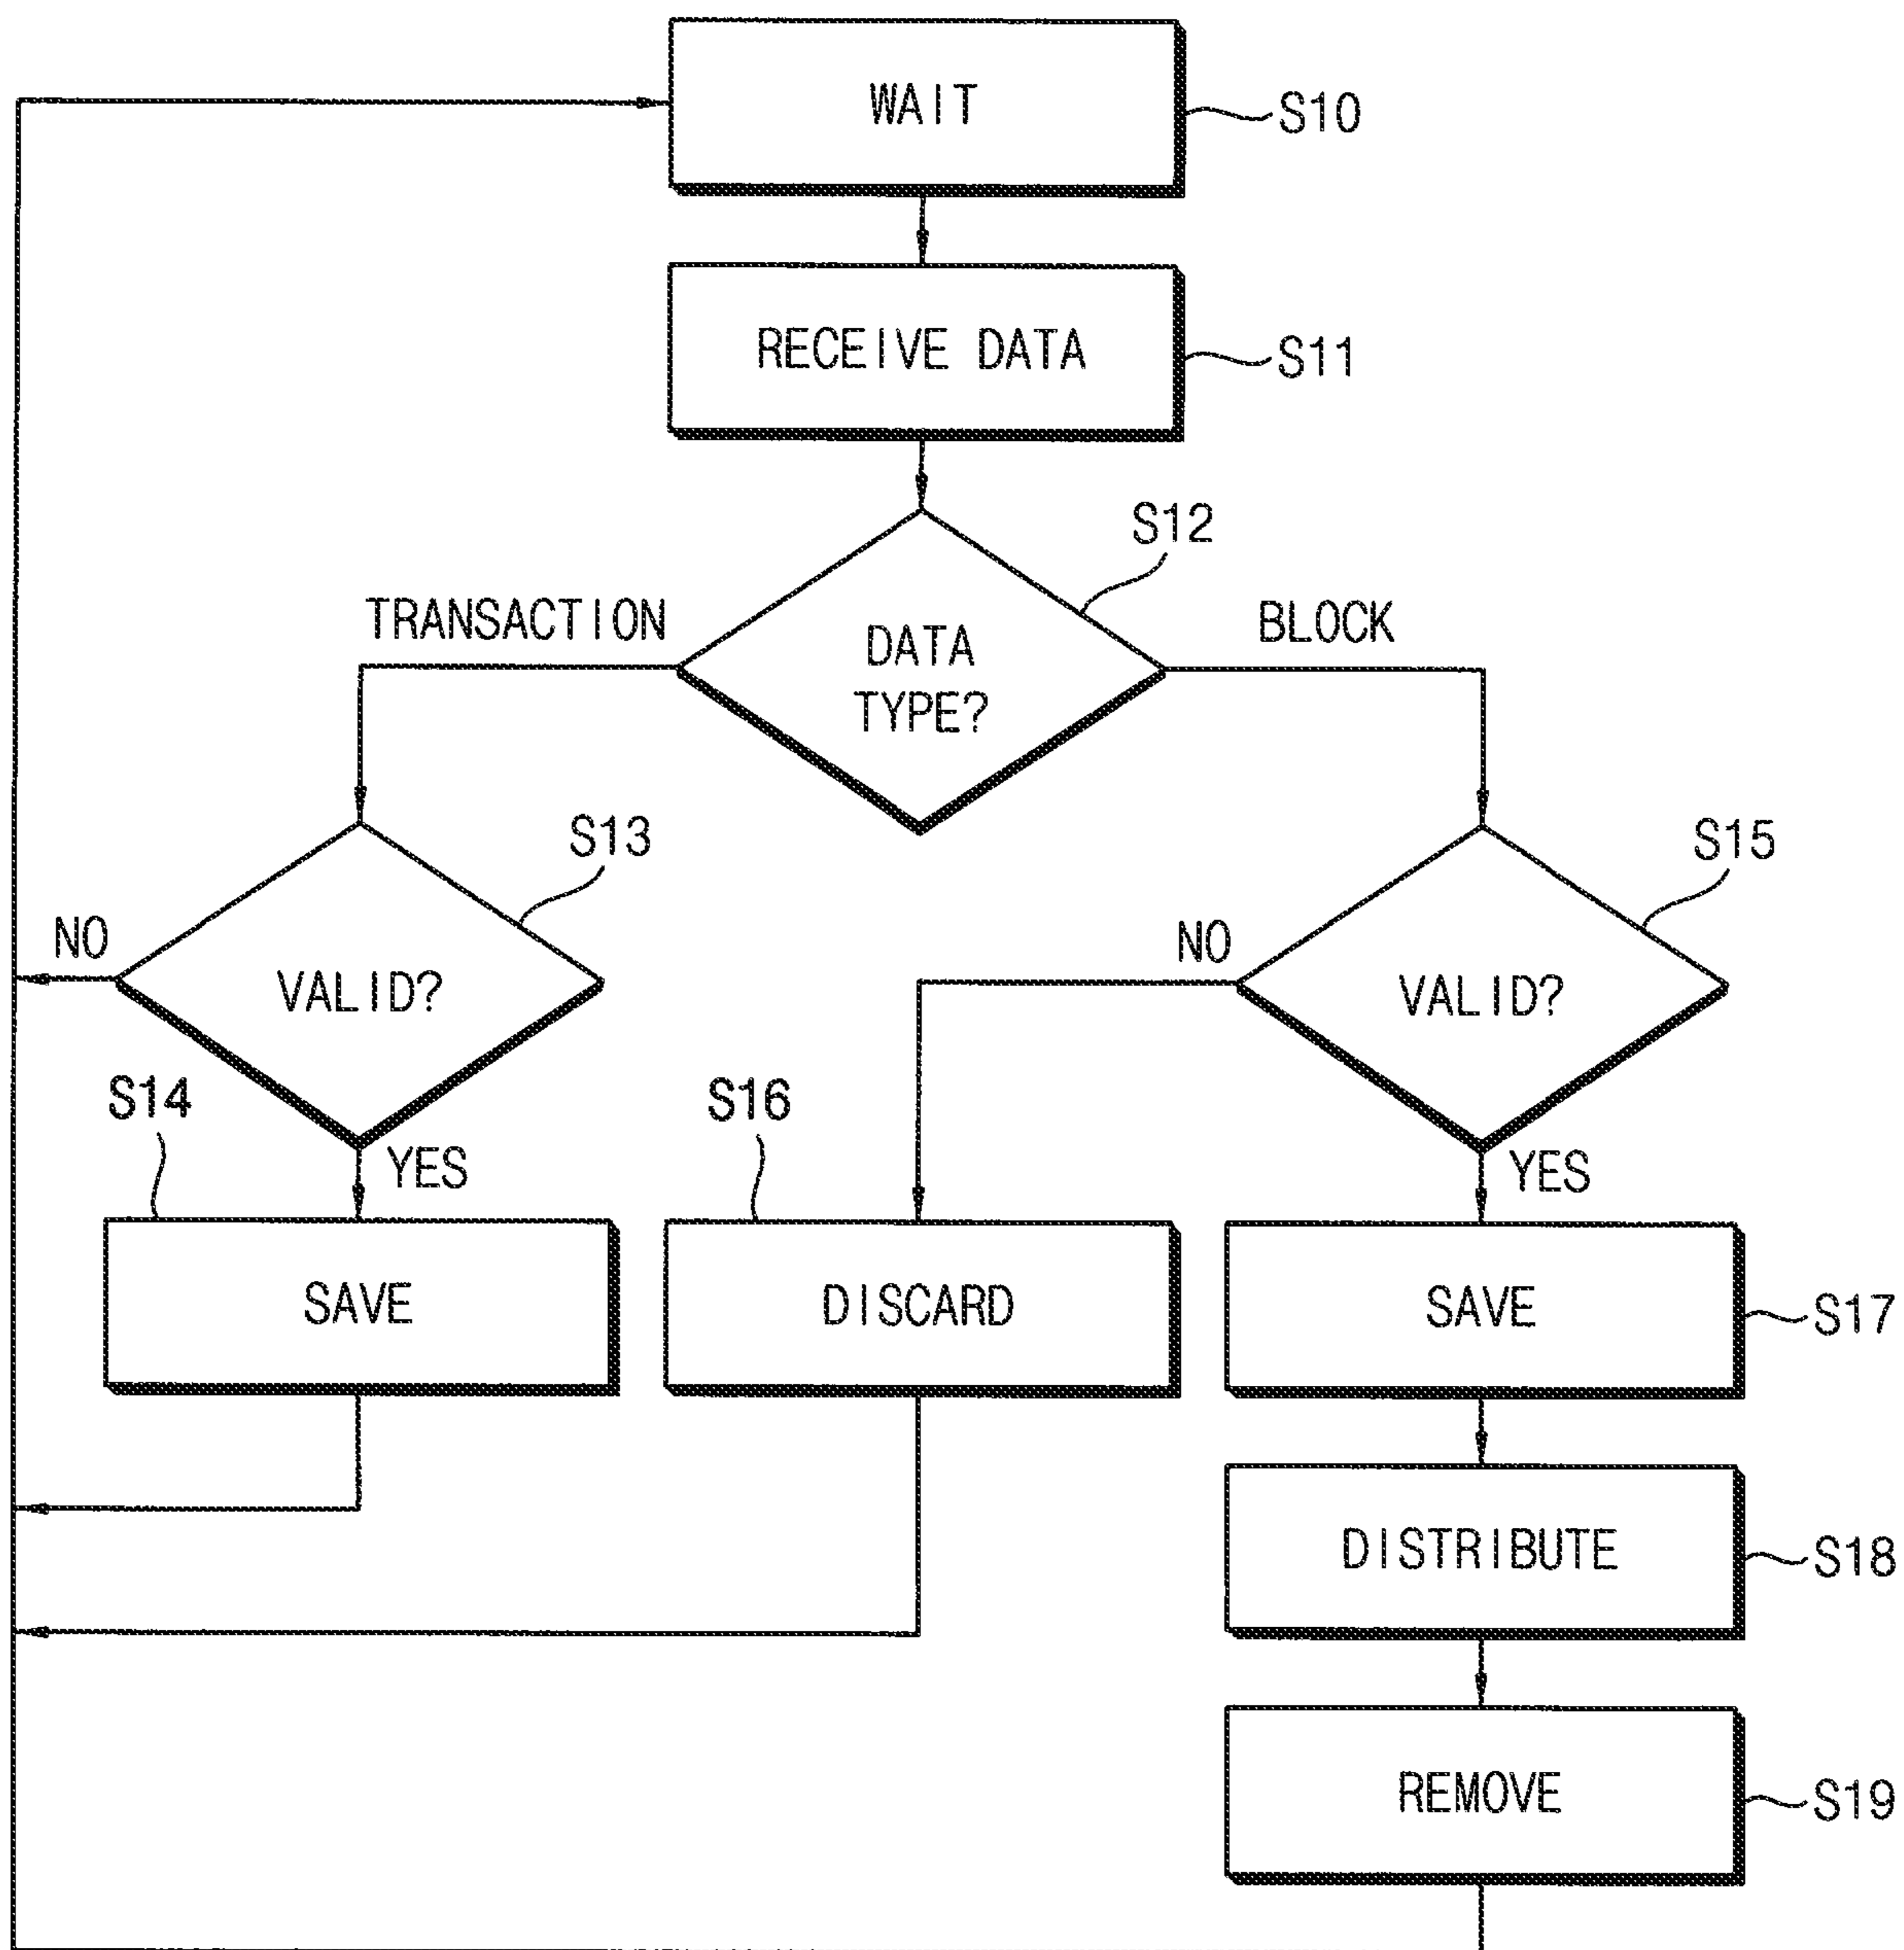 WAIT
S10
RECEIVE DATA
S11
S12
TRANSACTION
BLOCK
DATA
TYPE?
S13
S15
NO
NO
VALID?
VALID?
S14
S16
YES
YES
SAVE
DISCARD
SAVE
S17
DISTRIBUTE
S18
REMOVE
S19